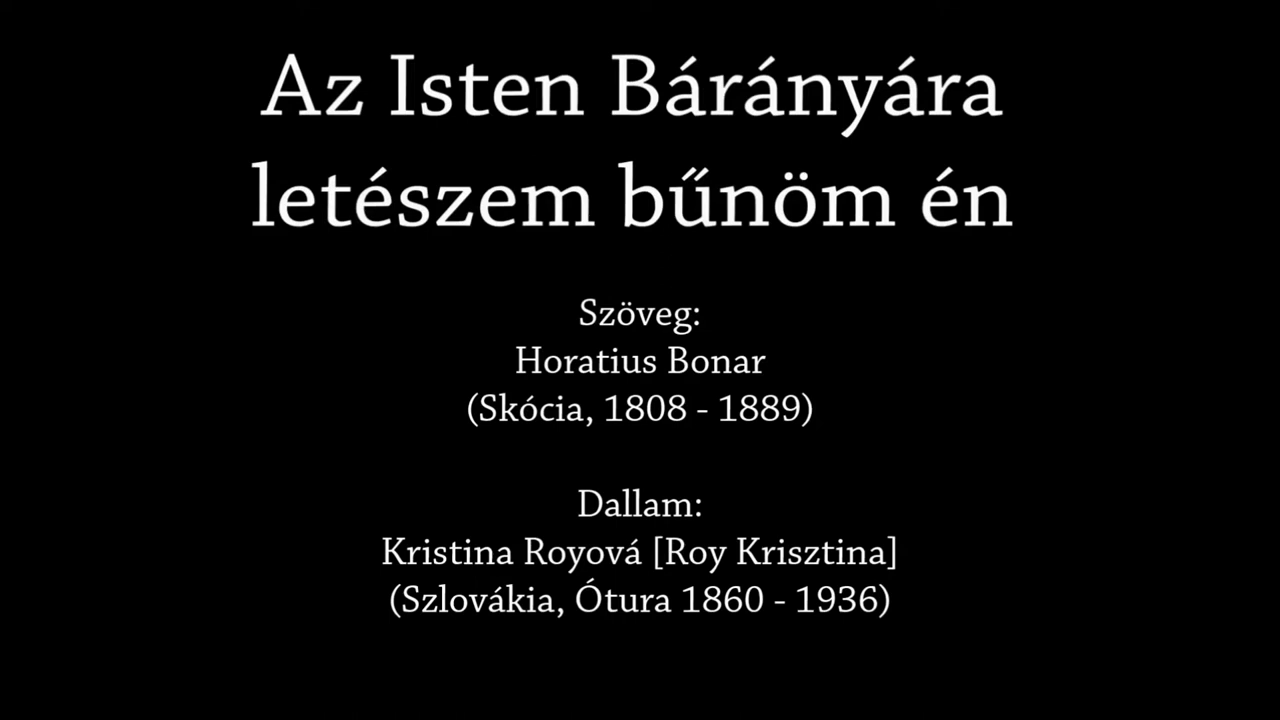 Az Isten Bárányára
letészem bűnöm én
Szöveg:
Horatius Bonar
(Skócia, 1808 - 1889)
Dallam:
Kristina Royová [Roy Krisztina]
(Szlovákia, Ótura 1860 - 1936)